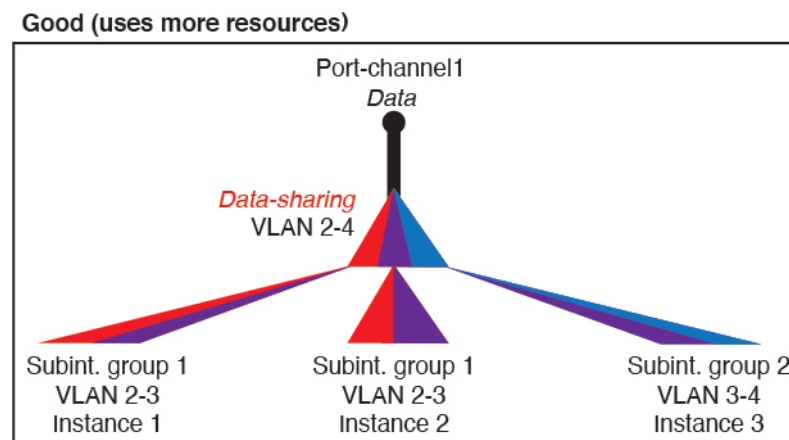 Good (uses more resources)
Port-channel1
Data
Data-sharing
VLAN 2-4
Subint. group 1
VLAN 2-3
Instance 1
Subint. group 1
VLAN 2-3
Instance 2
Subint. group 2
VLAN 3-4
Instance 3